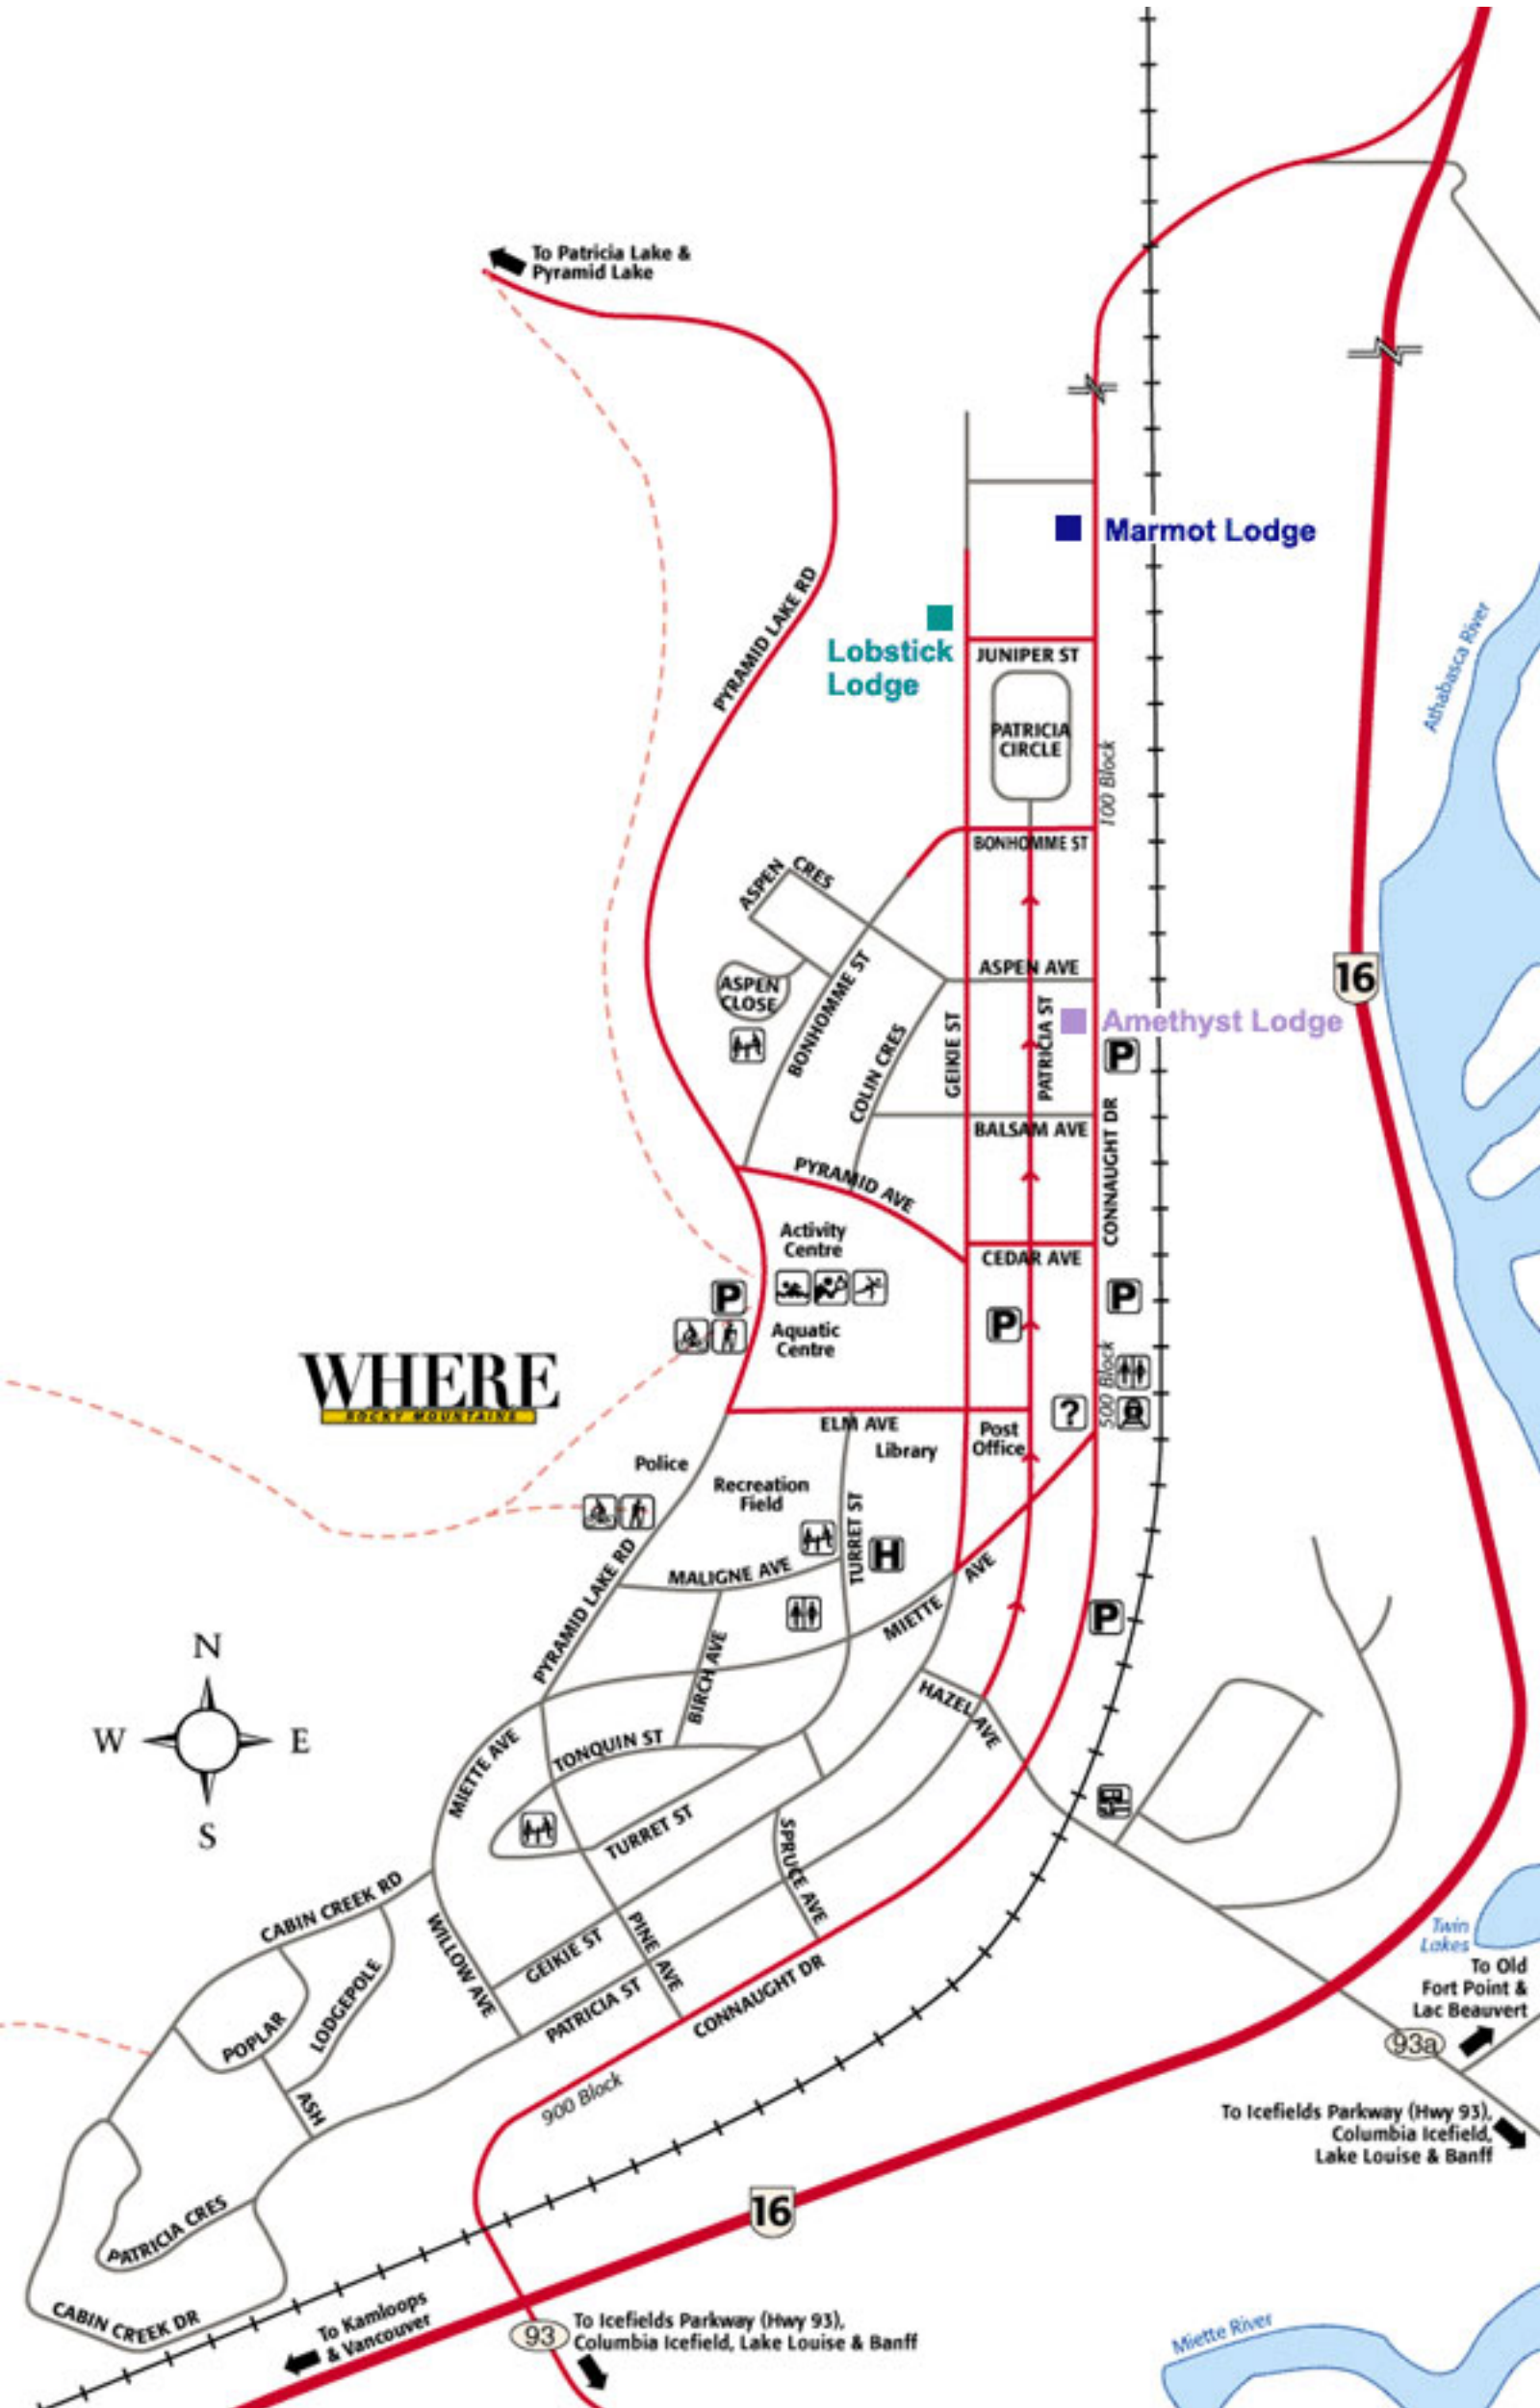 To Patricia Lake &
Pyramid Lake
Marmot Lodge
PYRAMID LAKE RD
Lobstick
Lodge
JUNIPER ST
Athabasca River
PATRICIA
CIRCLE
100 Block
BONHOMME ST
ASPEN CRES
ASPEN AVE
16
ASPEN
CLOSE
BONHOMME ST
COLIN CRES
GEIKIE ST
PATRICIA ST
Amethyst Lodge
P
BALSAM AVE
CONNAUGHT DR
PYRAMID AVE
Activity
Centre
CEDAR AVE
P
P
P
Aquatic
Centre
WHERE
ROCKY MOUNTAINS
500 Block
?
ELM AVE
Post
Office
Library
Police
Recreation
Field
TURRET ST
H
MALIGNE AVE
PYRAMID LAKE RD
MIETTE AVE
P
BIRCH AVE
N
W
E
S
HAZEL AVE
TONQUIN ST
MIETTE AVE
TURRET ST
SPRUCE AVE
CABIN CREEK RD
WILLOW AVE
PINE AVE
GEIKIE ST
PATRICIA ST
CONNAUGHT DR
Twin
Lakes
To Old
Fort Point &
Lac Beauvert
93a
LODGEPOLE
POPLAR
ASH
900 Block
To Icefields Parkway (Hwy 93),
Columbia Icefield,
Lake Louise & Banff
16
PATRICIA CRES
CABIN CREEK DR
To Kamloops
& Vancouver
93
To Icefields Parkway (Hwy 93),
Columbia Icefield, Lake Louise & Banff
Miette River